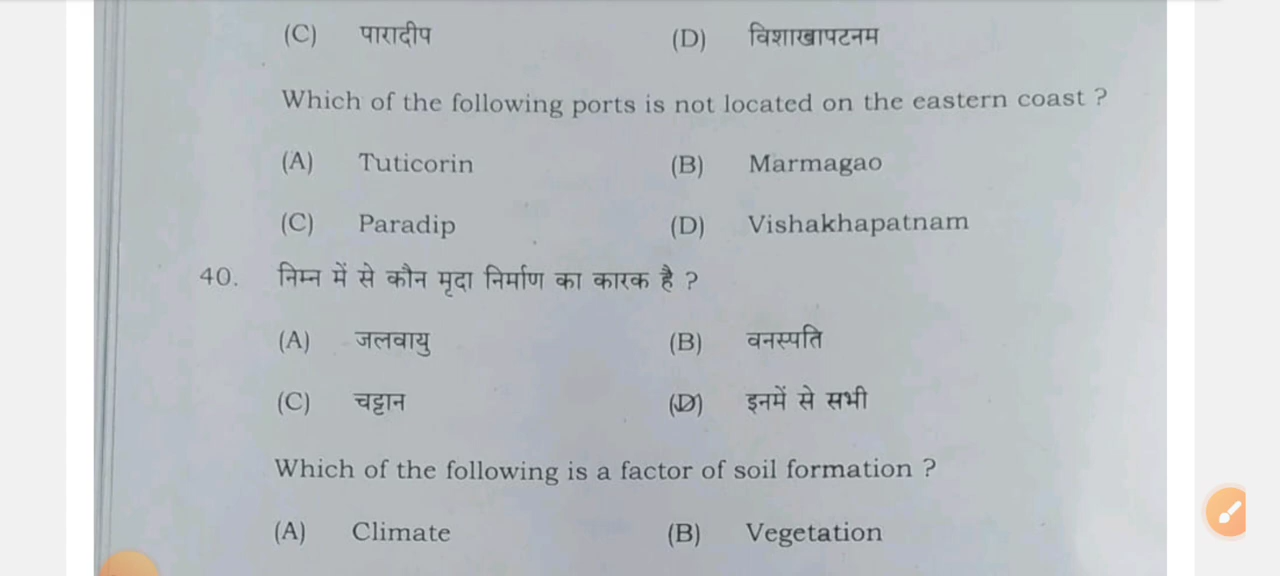 (C) पारादीप (D) विशाखापटनम
Which of the following ports is not located on the eastern coast ?
(A) Tuticorin (B) Marmagao
(C) Paradip (D) Vishakhapatnam
40. निम्न में से कौन मृदा निर्माण का कारक है ?
(A) जलवायु (B) वनस्पति
(C) चट्टान (D) इनमें से सभी
Which of the following is a factor of soil formation ?
(A) Climate (B) Vegetation